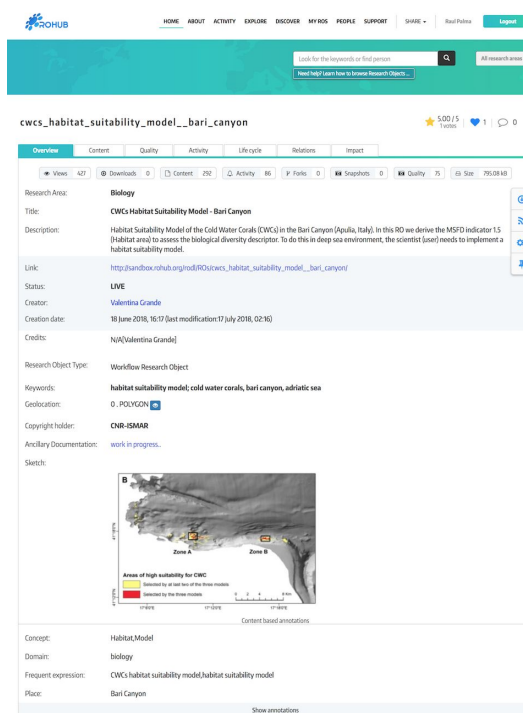 ROHUB
HOME ABOUT ACTIVITY EXPLORE DISCOVER MY ROS PEOPLE SUPPORT SHARE Raul Palma Logout
Look for the keywords or find person All research areas
Need help? Learn how to browse Research Objects ...
cwcs_habitat_suitability_model__bari_canyon 5.00 / 5 1 0
1 votes
Overview Content Quality Activity Life cycle Relations Impact
Views 427 Downloads 0 Content 292 Activity 86 Forks 0 Snapshots 0 Quality 75 Size 795.08 kB
Research Area: Biology
Title: CWCs Habitat Suitability Model - Bari Canyon
Description: Habitat Suitability Model of the Cold Water Corals (CWCs) in the Bari Canyon (Apulia, Italy). In this RO we derive the MSFD indicator 1.5
(Habitat area) to assess the biological diversity descriptor. To do this in deep sea environment, the scientist (user) needs to implement a
habitat suitability model.
Link: http://sandbox.rohub.org/rodl/ROs/cwcs_habitat_suitability_model__bari_canyon/
Status: LIVE
Creator: Valentina Grande
Creation date: 18 June 2018, 16:17 (last modification:17 July 2018, 02:16)
Credits: N/A[Valentina Grande]
Research Object Type: Workflow Research Object
Keywords: habitat suitability model; cold water corals, bari canyon, adriatic sea
Geolocation: 0 . POLYGON
Copyright holder: CNR-ISMAR
Ancillary Documentation: work in progress..
Sketch:
B
Zone A Zone B
Areas of high suitability for CWC
Selected by at last two of the three models
Selected by the three models
0 2 4 8 Km
Content based annotations
Concept: Habitat,Model
Domain: biology
Frequent expression: CWCs habitat suitability model,habitat suitability model
Place: Bari Canyon
Show annotations